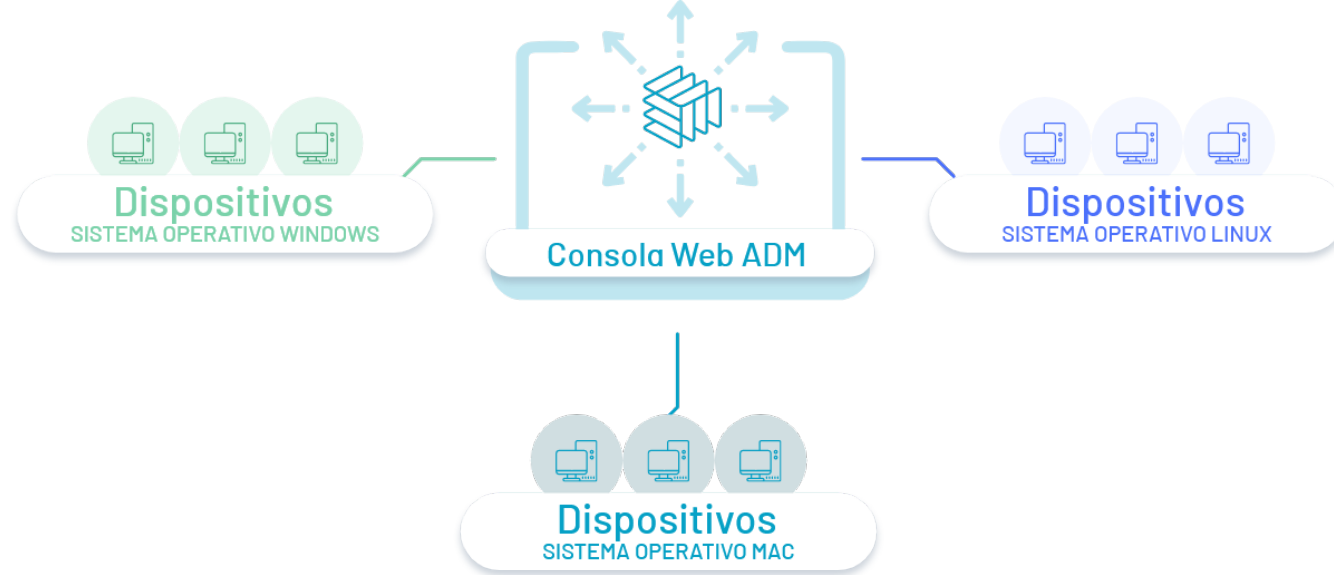 Dispositivos
SISTEMA OPERATIVO WINDOWS
Consola Web ADM
Dispositivos
SISTEMA OPERATIVO LINUX
Dispositivos
SISTEMA OPERATIVO MAC